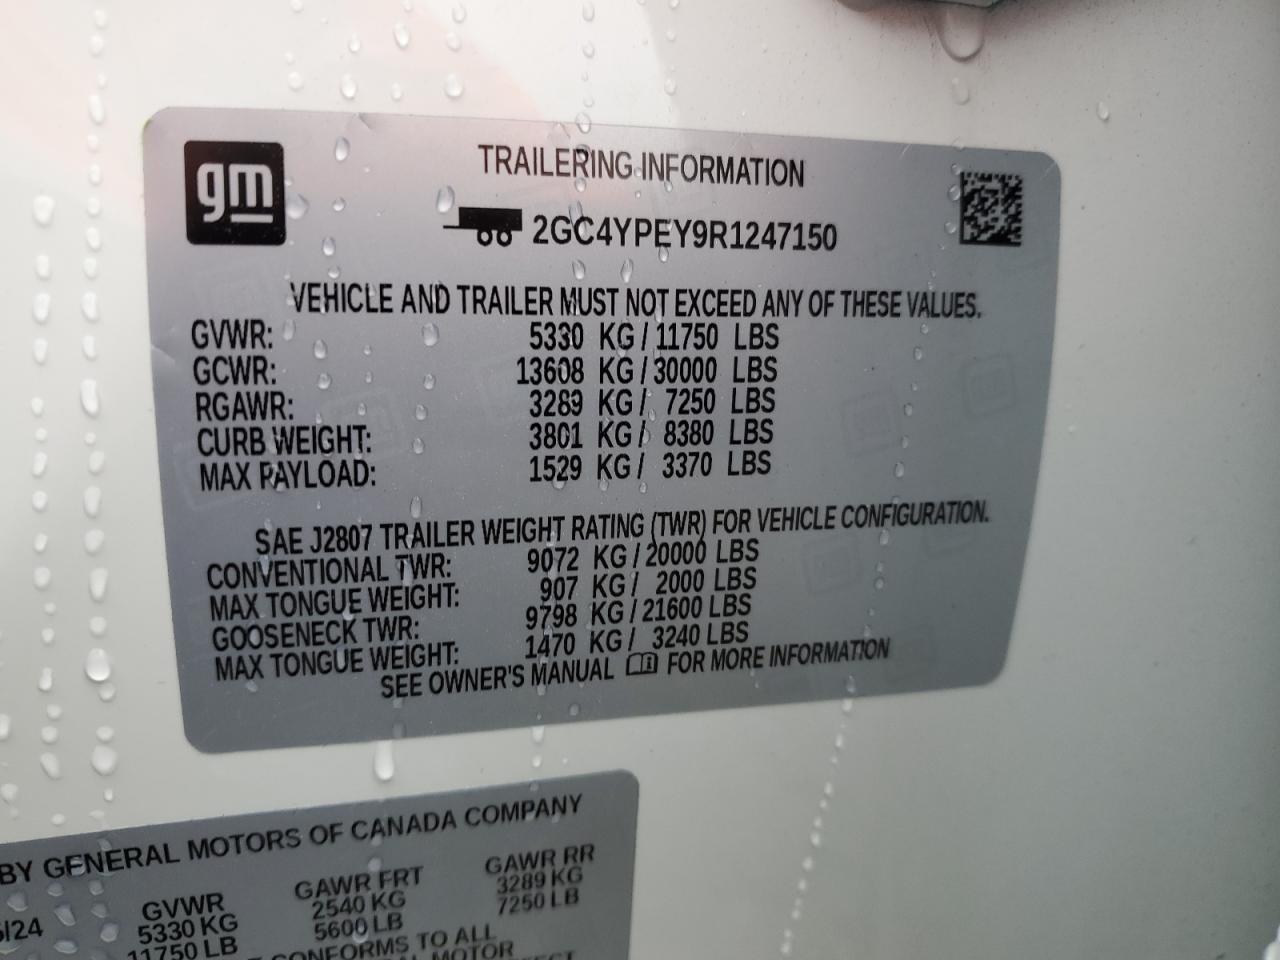 gm
TRAILERING INFORMATION
2GC4YPEY9R1247150
VEHICLE AND TRAILER MUST NOT EXCEED ANY OF THESE VALUES.
GVWR: 5330 KG / 11750 LBS
GCWR: 13608 KG / 30000 LBS
RGAWR: 3289 KG / 7250 LBS
CURB WEIGHT: 3801 KG / 8380 LBS
MAX PAYLOAD: 1529 KG / 3370 LBS
SAE J2807 TRAILER WEIGHT RATING (TWR) FOR VEHICLE CONFIGURATION.
CONVENTIONAL TWR: 9072 KG / 20000 LBS
MAX TONGUE WEIGHT: 907 KG / 2000 LBS
GOOSENECK TWR: 9798 KG / 21600 LBS
MAX TONGUE WEIGHT: 1470 KG / 3240 LBS
SEE OWNER'S MANUAL FOR MORE INFORMATION
BY GENERAL MOTORS OF CANADA COMPANY
GVWR GAWR FRT GAWR RR
/24 5330 KG 2540 KG 3289 KG
11750 LB 5600 LB 7250 LB
CONFORMS TO ALL
MOTOR